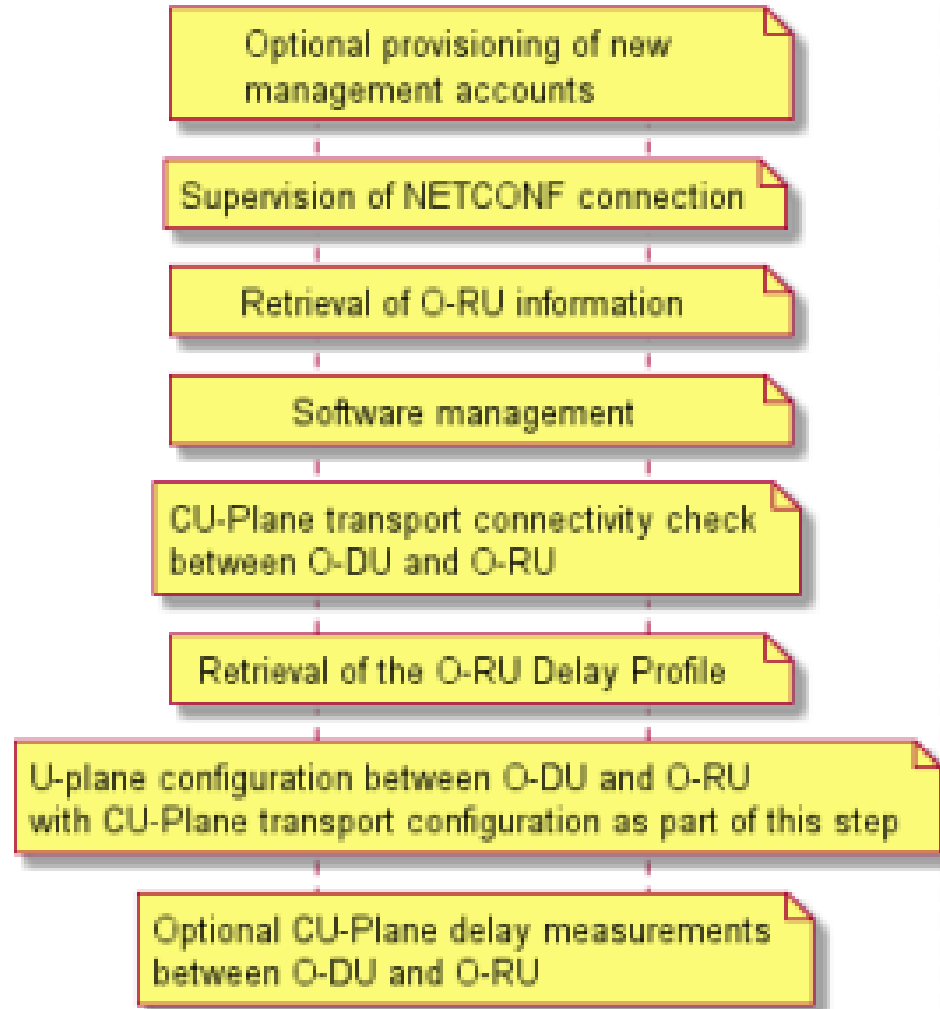 Optional provisioning of new
management accounts
Supervision of NETCONF connection
Retrieval of O-RU information
Software management
CU-Plane transport connectivity check
between O-DU and O-RU
Retrieval of the O-RU Delay Profile
U-plane configuration between O-DU and O-RU
with CU-Plane transport configuration as part of this step
Optional CU-Plane delay measurements
between O-DU and O-RU